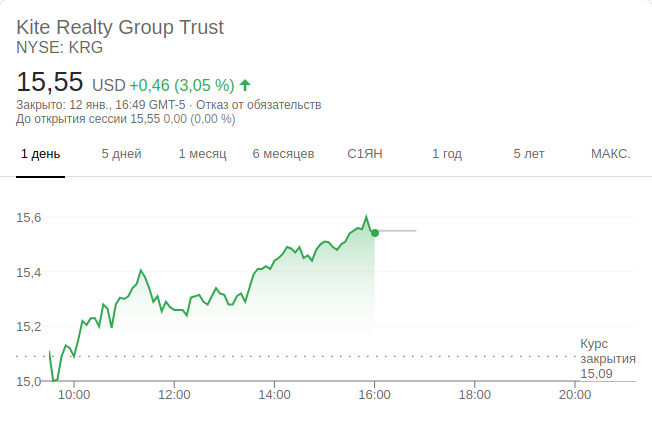 Kite Realty Group Trust
NYSE: KRG
15,55 USD +0,46 (3,05 %)
Закрыто: 12 янв., 16:49 GMT-5 · Отказ от обязательств
До открытия сессии 15,55 0,00 (0,00 %)
1 день 5 дней 1 месяц 6 месяцев С1ЯН 1 год 5 лет МАКС.
15,6
15,4
15,2
Курс
закрытия
15,09
15,0
10:00 12:00 14:00 16:00 18:00 20:00